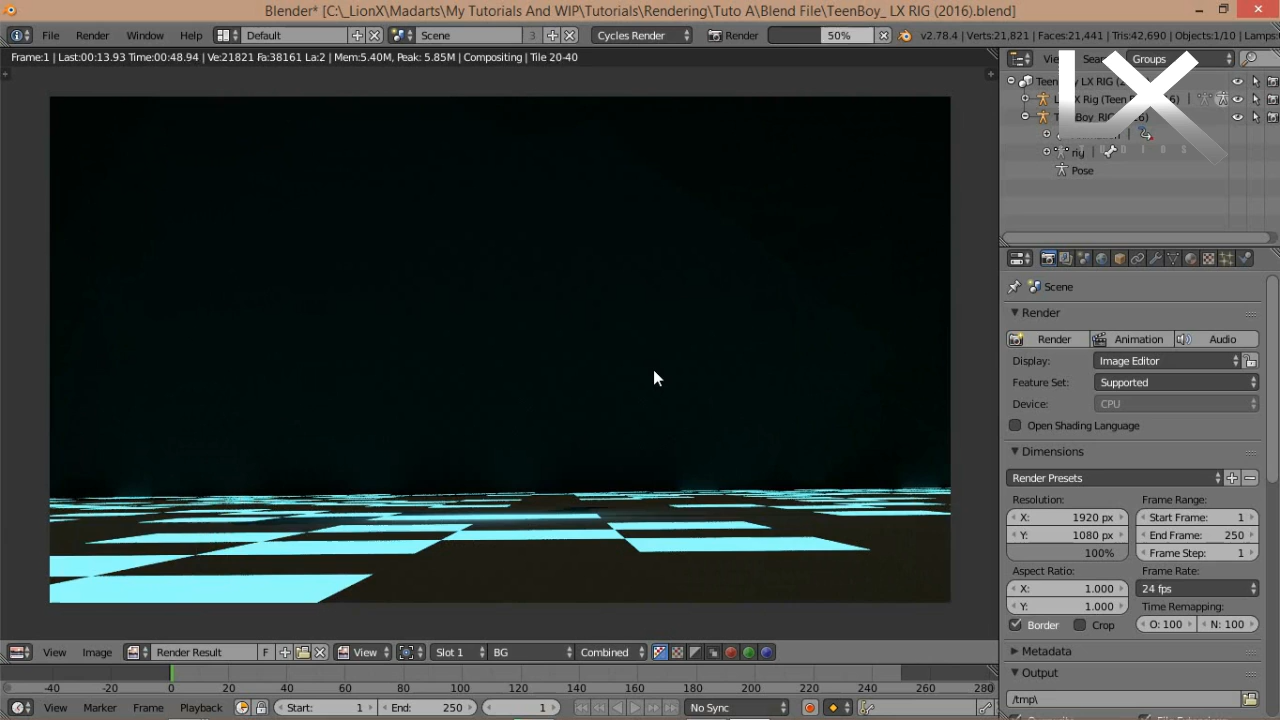 Blender* [C:\_LionX\Madarts\My Tutorials And WIP\Tutorials\Rendering\Tuto A\Blend File\TeenBoy_ LX RIG (2016).blend]
File Render Window Help Default Scene 3 Cycles Render Render 50% v2.78.4 | Verts:21,821 | Faces:21,441 | Tris:42,690 | Objects:1/10 | Lamps:
Frame:1 | Last:00:13.93 Time:00:48.94 | Ve:21821 Fa:38161 La:2 | Mem:5.40M, Peak: 5.85M | Compositing | Tile 20-40
Groups
LX
rig
Pose
Scene
Render
Render Animation Audio
Display: Image Editor
Feature Set: Supported
Device: CPU
Open Shading Language
Dimensions
Render Presets
Resolution: Frame Range:
X: 1920 px Start Frame: 1
Y: 1080 px End Frame: 250
100% Frame Step: 1
Aspect Ratio: Frame Rate:
X: 1.000 24 fps
Y: 1.000 Time Remapping:
Border Crop O: 100 N: 100
Metadata
Output
/tmp\
View Image Render Result F View Slot 1 BG Combined
-40 -20 0 20 40 60 80 100 120 140 160 180 200 220 240 260 280
View Marker Frame Playback Start: 1 End: 250 1 No Sync